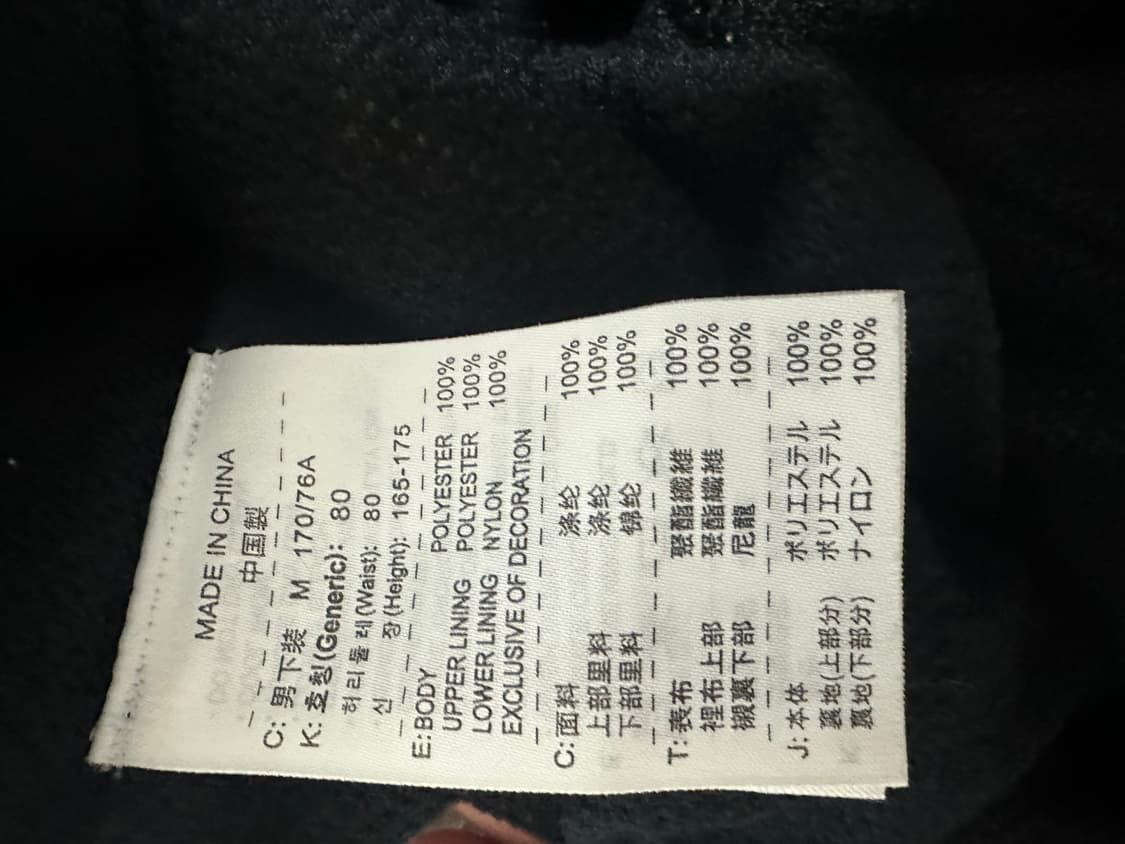 MADE IN CHINA
中国製
C: 男下装 M 170/76A
K: 호칭(Generic): 80
허리둘레(Waist): 80
신 장(Height): 165-175
E: BODY POLYESTER 100%
UPPER LINING POLYESTER 100%
LOWER LINING NYLON 100%
EXCLUSIVE OF DECORATION
C: 面料 涤纶 100%
上部里料 涤纶 100%
下部里料 锦纶 100%
T: 表布 聚酯纖維 100%
裡布上部 聚酯纖維 100%
襯裏下部 尼龍 100%
J: 本体 ポリエステル 100%
裏地(上部分) ポリエステル 100%
裏地(下部分) ナイロン 100%